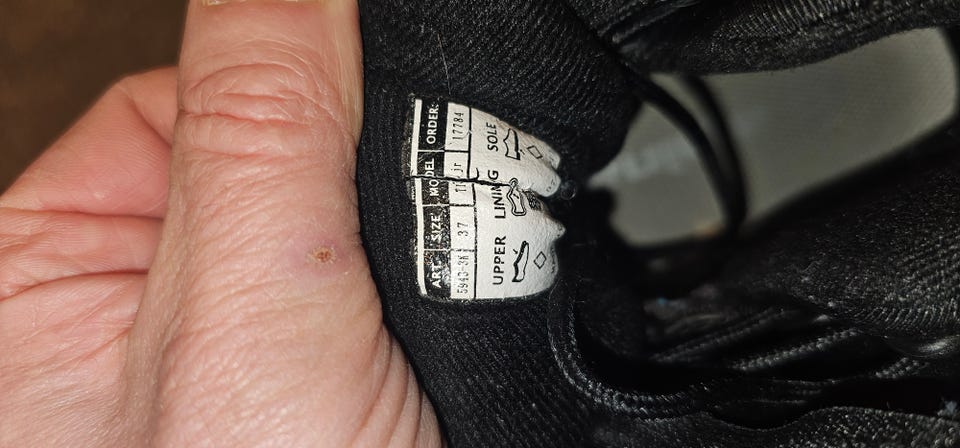 ART. SIZE MODEL ORDER:
37 17784
UPPER LINING SOLE